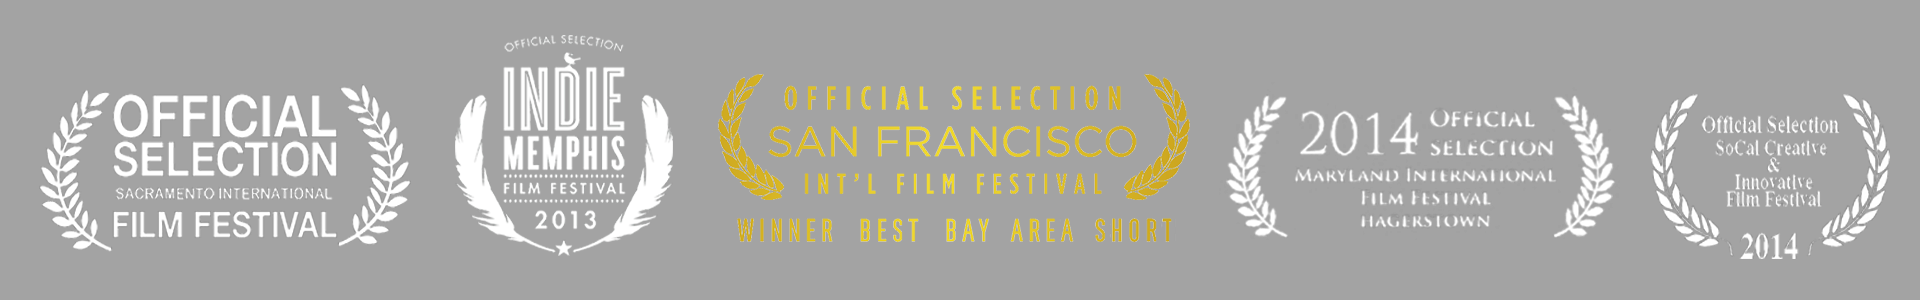 OFFICIAL
SELECTION
SACRAMENTO INTERNATIONAL
FILM FESTIVAL
OFFICIAL SELECTION
INDIE
MEMPHIS
FILM FESTIVAL
2013
OFFICIAL SELECTION
SAN FRANCISCO
INT'L FILM FESTIVAL
WINNER BEST BAY AREA SHORT
2014 OFFICIAL
SELECTION
MARYLAND INTERNATIONAL
FILM FESTIVAL
HAGERSTOWN
Official Selection
SoCal Creative
&
Innovative
Film Festival
2014